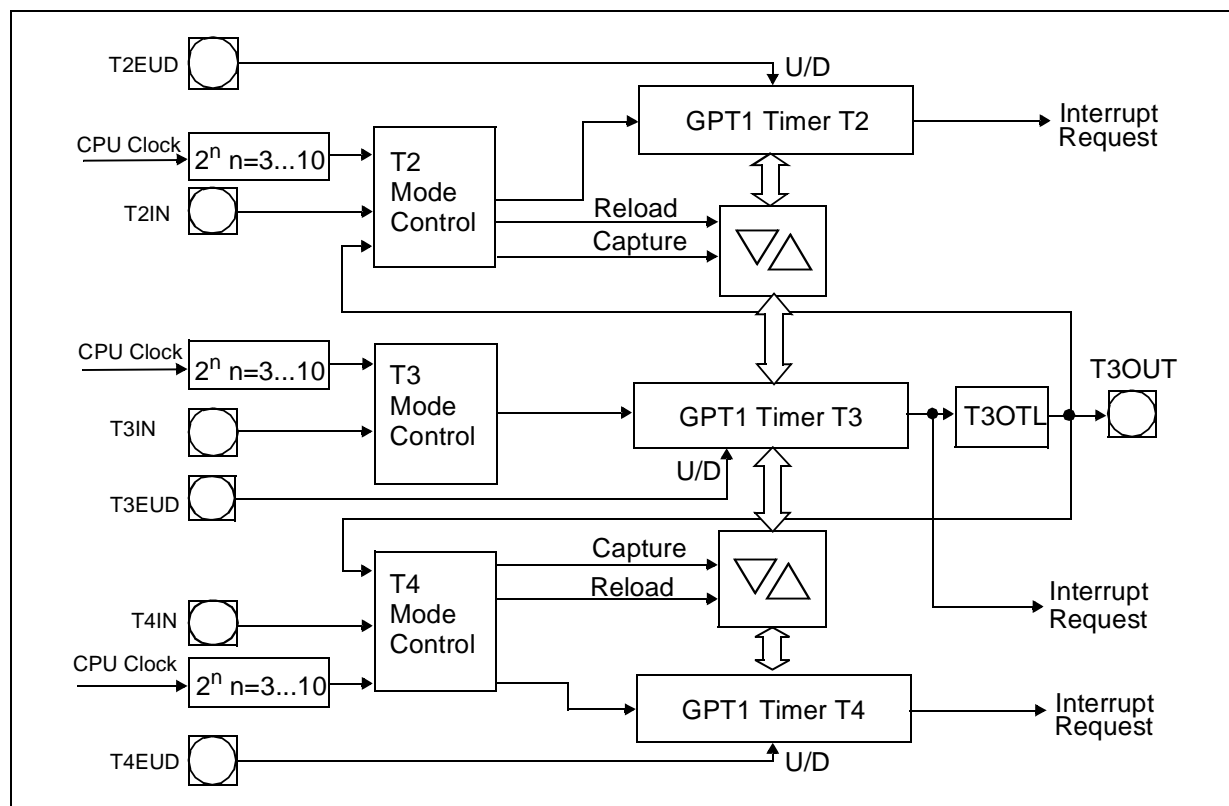 T2EUD
U/D
GPT1 Timer T2
Interrupt
Request
CPU Clock
2ⁿ n=3...10
T2
Mode
Control
T2IN
Reload
Capture
CPU Clock
2ⁿ n=3...10
T3
Mode
Control
T3IN
GPT1 Timer T3
T3OTL
T3OUT
U/D
T3EUD
Capture
Reload
T4
Mode
Control
Interrupt
Request
T4IN
CPU Clock
2ⁿ n=3...10
GPT1 Timer T4
Interrupt
Request
T4EUD
U/D